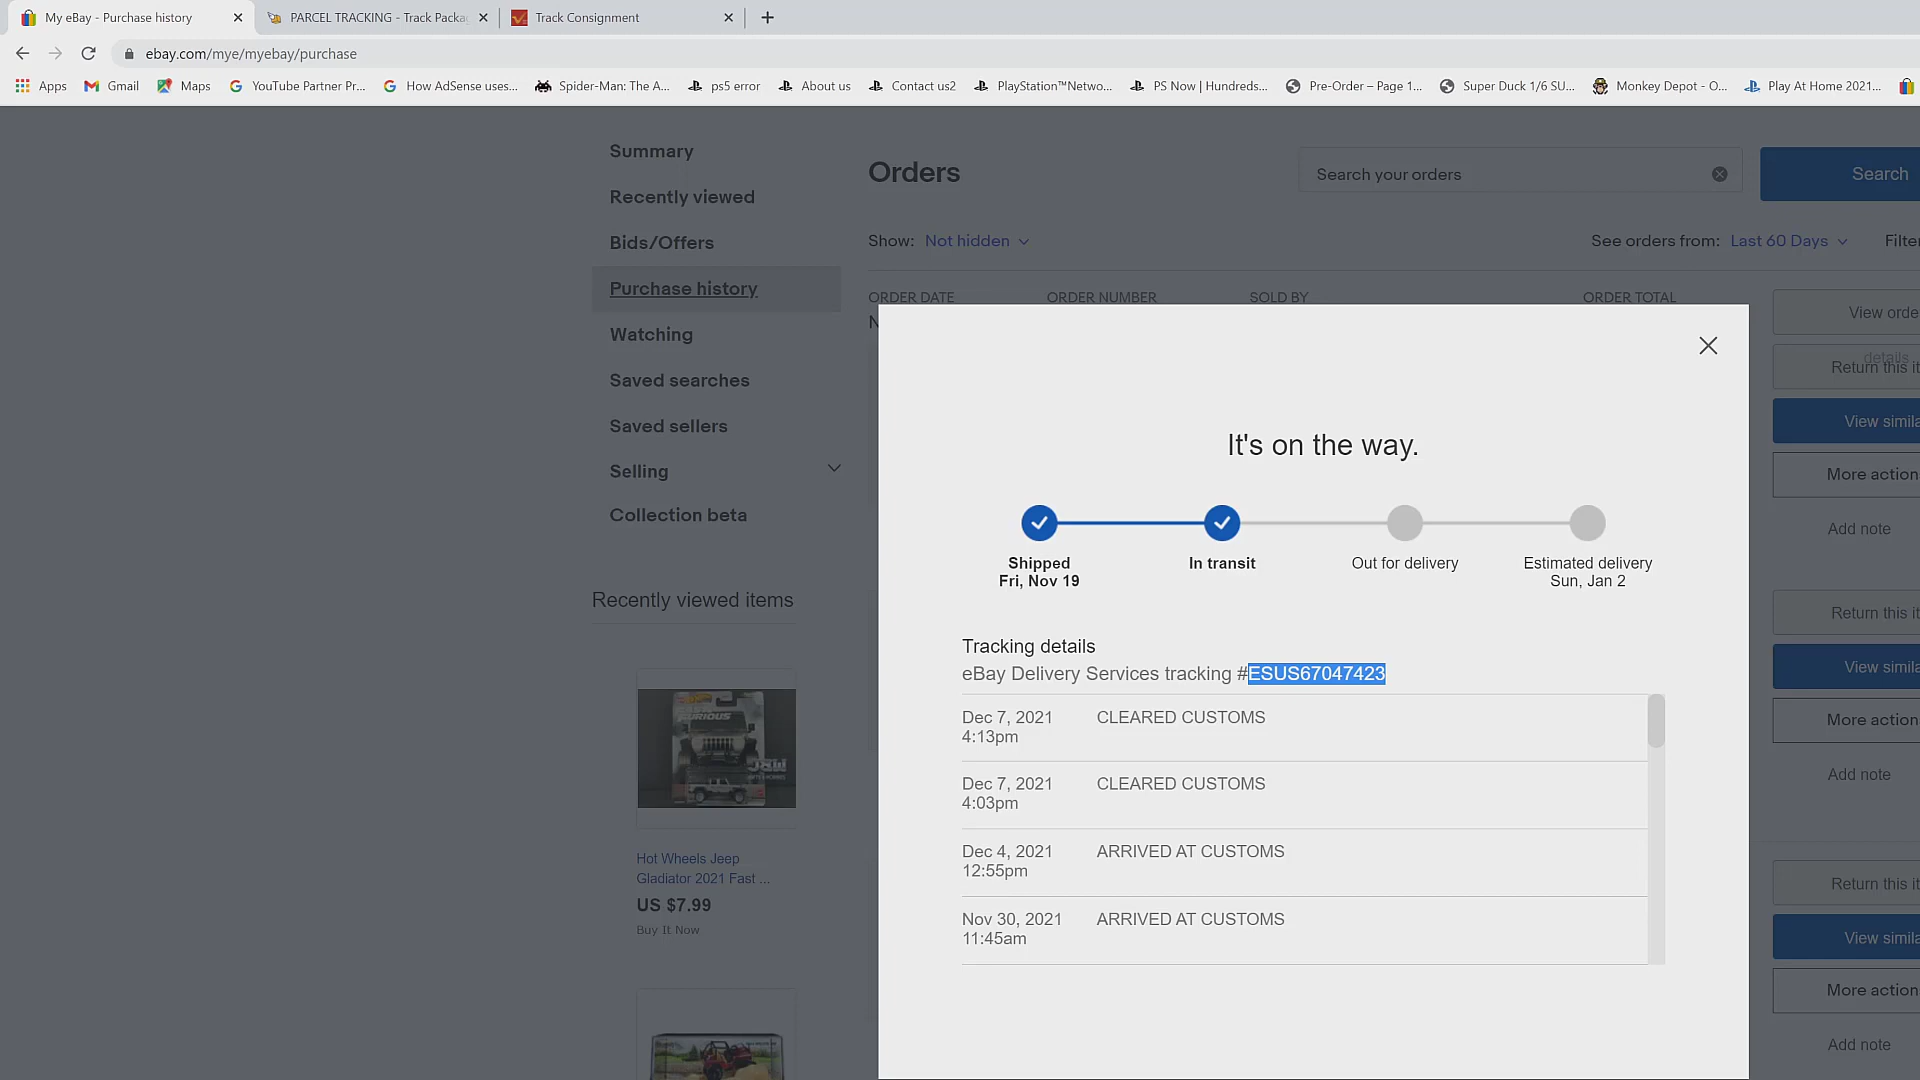 My eBay - Purchase history
PARCEL TRACKING - Track Packa
Track Consignment
ebay.com/mye/myebay/purchase
Apps
Gmail
Maps
YouTube Partner Pr...
How AdSense uses...
Spider-Man: The A...
ps5 error
About us
Contact us2
PlayStation™Netwo...
PS Now | Hundreds...
Pre-Order – Page 1...
Super Duck 1/6 SU...
Monkey Depot - O...
Play At Home 2021...
Summary
Recently viewed
Bids/Offers
Purchase history
Watching
Saved searches
Saved sellers
Selling
Collection beta
Recently viewed items
FURIOUS
Hot Wheels Jeep
Gladiator 2021 Fast ...
US $7.99
Buy It Now
Orders
Search your orders
Search
Show: Not hidden
See orders from: Last 60 Days
Filte
ORDER DATE
ORDER NUMBER
SOLD BY
ORDER TOTAL
N
It's on the way.
Shipped
Fri, Nov 19
In transit
Out for delivery
Estimated delivery
Sun, Jan 2
Tracking details
eBay Delivery Services tracking #ESUS67047423
Dec 7, 2021
4:13pm
CLEARED CUSTOMS
Dec 7, 2021
4:03pm
CLEARED CUSTOMS
Dec 4, 2021
12:55pm
ARRIVED AT CUSTOMS
Nov 30, 2021
11:45am
ARRIVED AT CUSTOMS
View orde
details
Return this it
View simila
More action
Add note
Return this it
View simila
More action
Add note
Return this it
View simila
More action
Add note